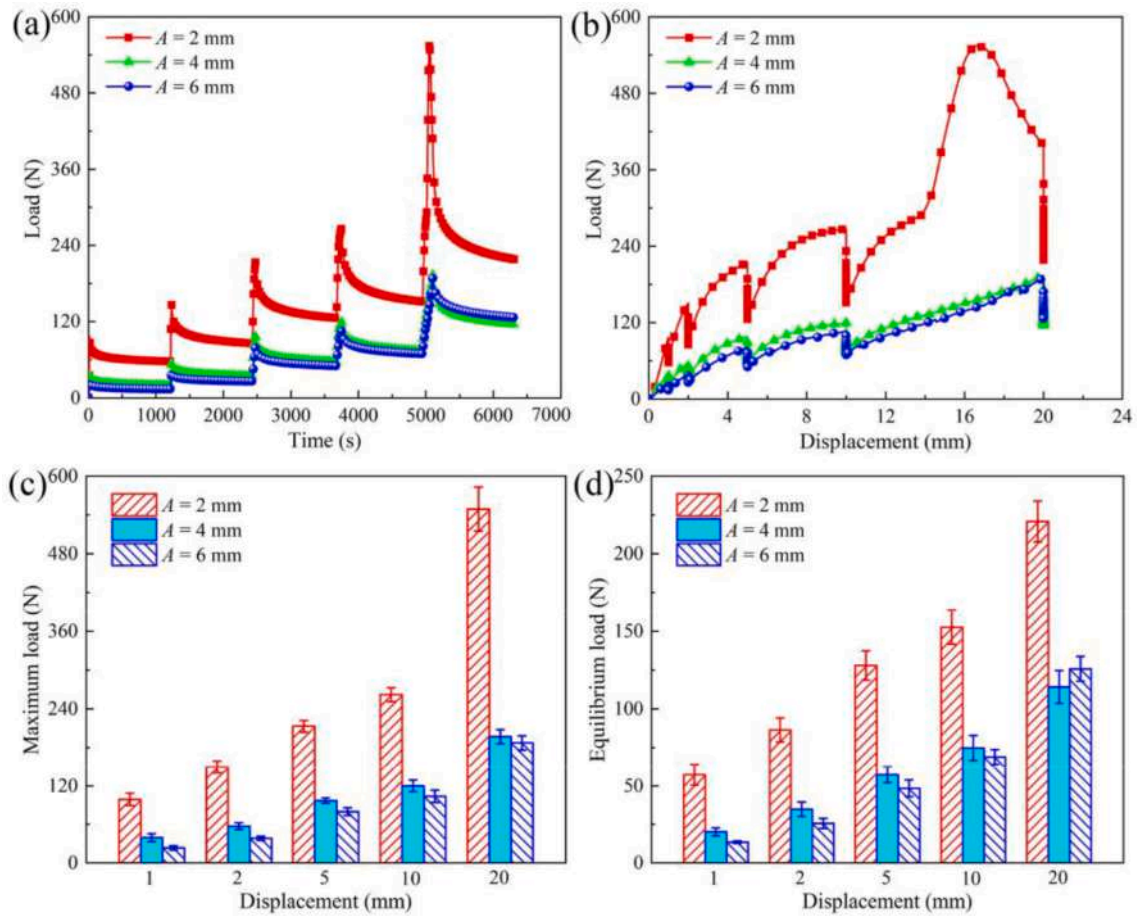 (a)
600
480
360
240
120
0
Load (N)
A = 2 mm
A = 4 mm
A = 6 mm
0 1000 2000 3000 4000 5000 6000 7000
Time (s)
(b)
600
480
360
240
120
0
Load (N)
A = 2 mm
A = 4 mm
A = 6 mm
0 4 8 12 16 20 24
Displacement (mm)
(c)
600
480
360
240
120
0
Maximum load (N)
A = 2 mm
A = 4 mm
A = 6 mm
1 2 5 10 20
Displacement (mm)
(d)
250
200
150
100
50
0
Equilibrium load (N)
A = 2 mm
A = 4 mm
A = 6 mm
1 2 5 10 20
Displacement (mm)